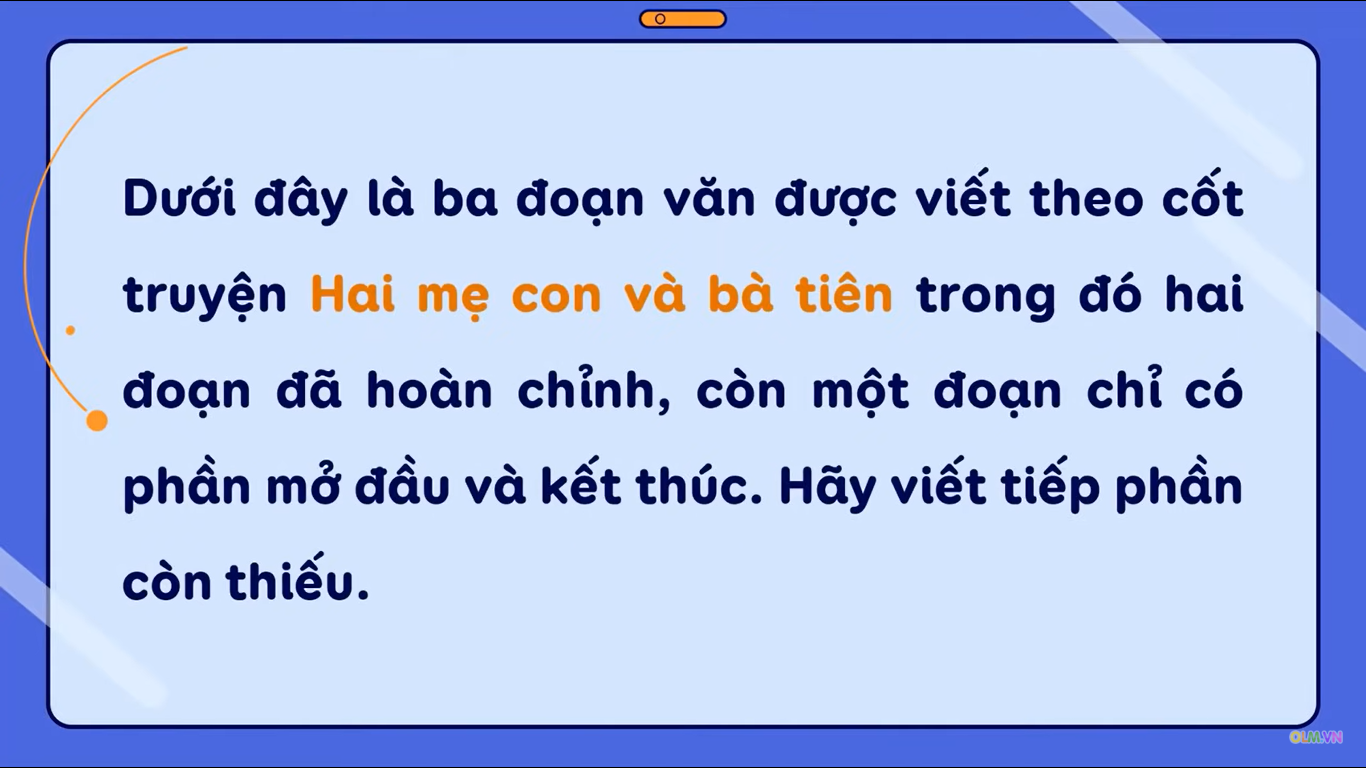 Dưới đây là ba đoạn văn được viết theo cốt
truyện Hai mẹ con và bà tiên trong đó hai
đoạn đã hoàn chỉnh, còn một đoạn chỉ có
phần mở đầu và kết thúc. Hãy viết tiếp phần
còn thiếu.
OLM.VN